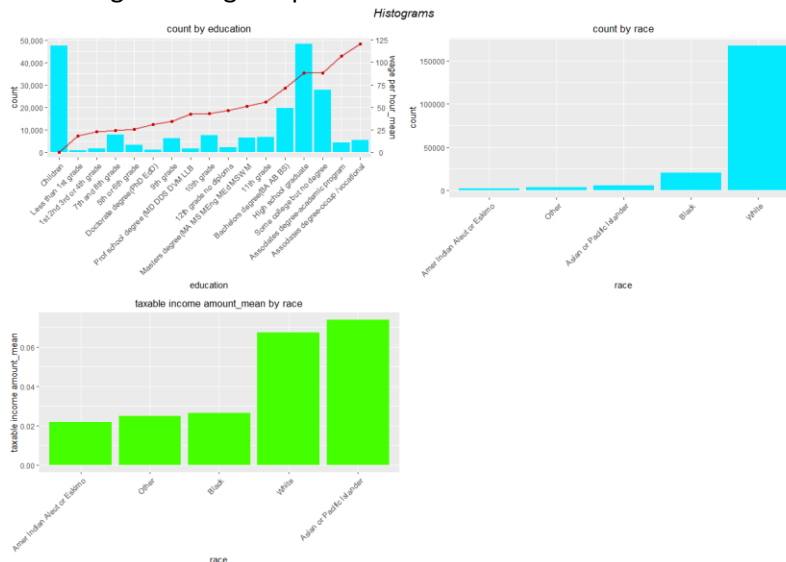 Histograms
count by education
50,000
40,000
30,000
20,000
10,000
0
count
125
100
75
50
25
0
wage per hour_mean
Children
Less than 1st grade
1st 2nd 3rd or 4th grade
7th and 8th grade
5th or 6th grade
Doctorate degree(PhD EdD)
9th grade
Prof school degree (MD DDS DVM LLB
10th grade
12th grade no diploma
Masters degree(MA MS MEng MEd MSW M
11th grade
Bachelors degree(BA AB BS)
High school graduate
Some college but no degree
Associates degree-academic program
Associates degree-occup /vocational
education
count by race
150000
100000
50000
0
count
Amer Indian Aleut or Eskimo
Other
Asian or Pacific Islander
Black
White
race
taxable income amount_mean by race
0.06
0.04
0.02
0.00
taxable income amount_mean
Amer Indian Aleut or Eskimo
Other
Black
White
Asian or Pacific Islander
race